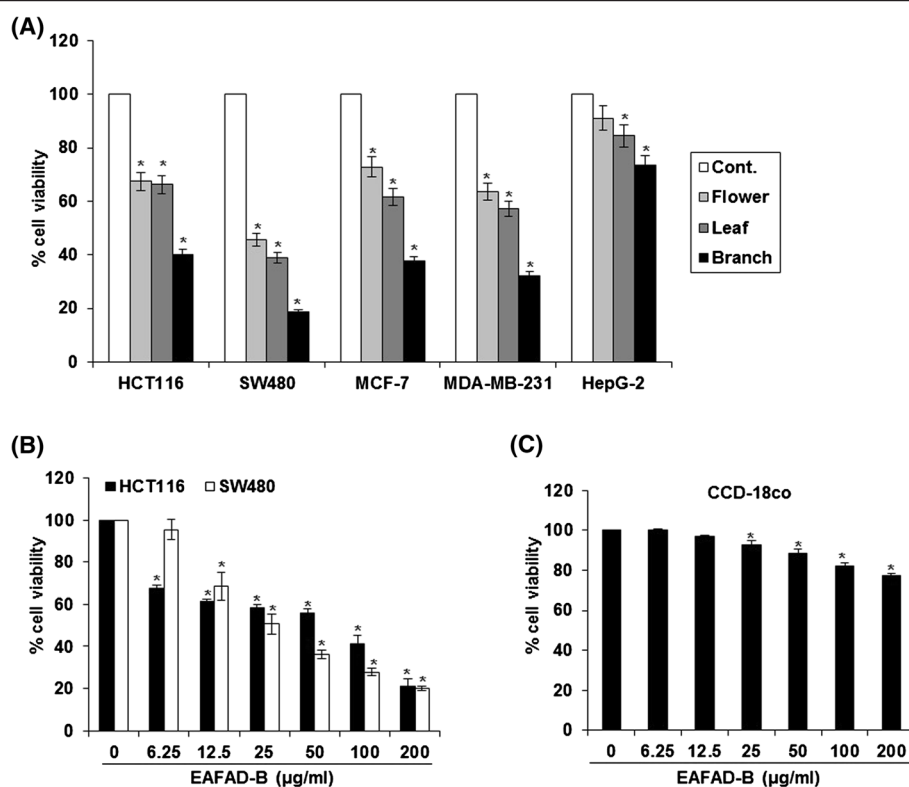 (A)
120
100
80
60
40
20
0
% cell viability
* * *
* * *
* * *
* * *
* *
HCT116 SW480 MCF-7 MDA-MB-231 HepG-2
Cont.
Flower
Leaf
Branch
(B)
120
100
80
60
40
20
0
% cell viability
HCT116 SW480
* * * * * * * * * * *
0 6.25 12.5 25 50 100 200
EAFAD-B (µg/ml)
(C)
CCD-18co
120
100
80
60
40
20
0
% cell viability
* * * *
0 6.25 12.5 25 50 100 200
EAFAD-B (µg/ml)